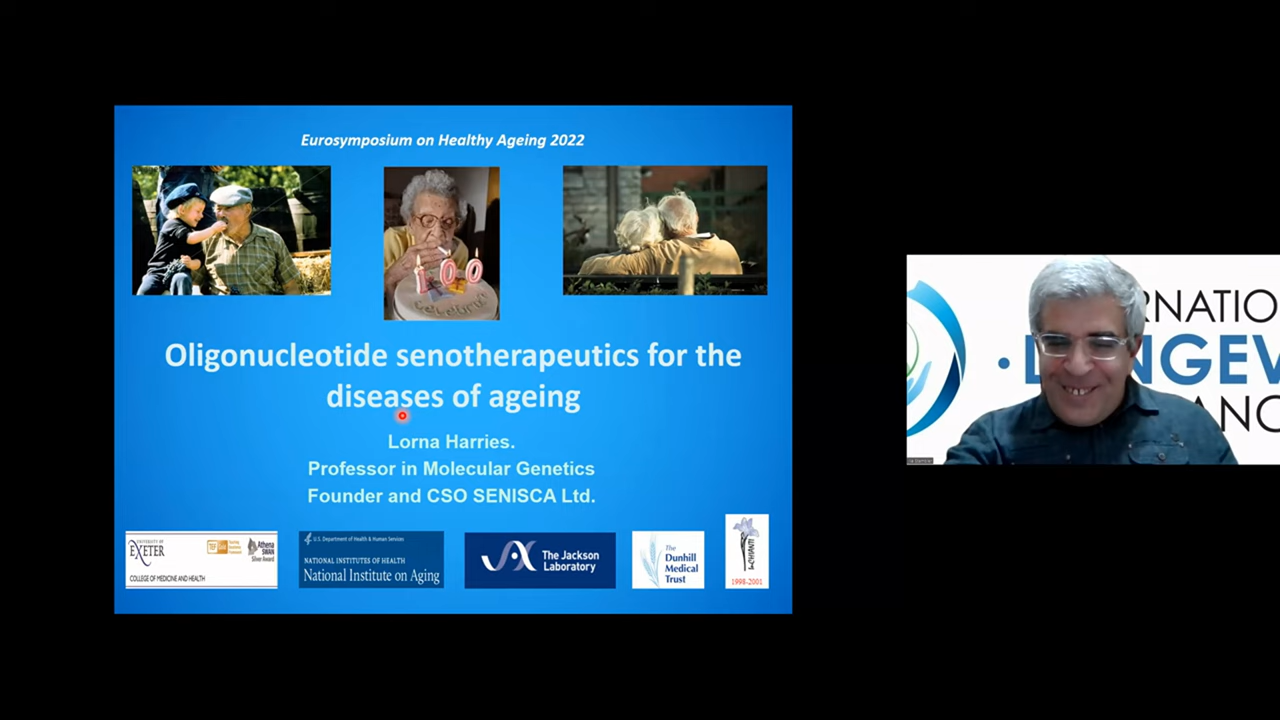 Eurosymposium on Healthy Ageing 2022
100
Oligonucleotide senotherapeutics for the
diseases of ageing
Lorna Harries.
Professor in Molecular Genetics
Founder and CSO SENISCA Ltd.
UNIVERSITY OF
EXETER
Athena
SWAN
Silver Award
COLLEGE OF MEDICINE AND HEALTH
U.S. Department of Health & Human Services
NATIONAL INSTITUTES OF HEALTH
National Institute on Aging
The Jackson
Laboratory
The
Dunhill
Medical
Trust
InCHIANTI
1998-2001
RNATIO
NGEV
ANC